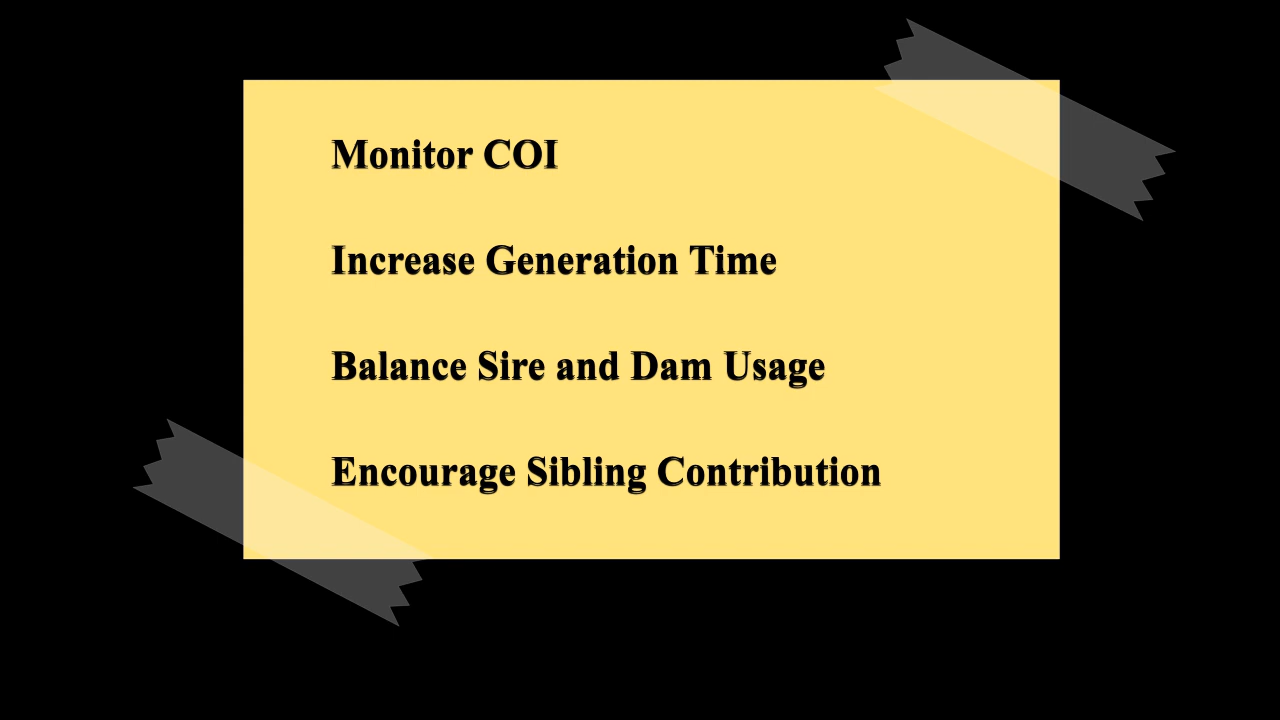 Monitor COI
Increase Generation Time
Balance Sire and Dam Usage
Encourage Sibling Contribution